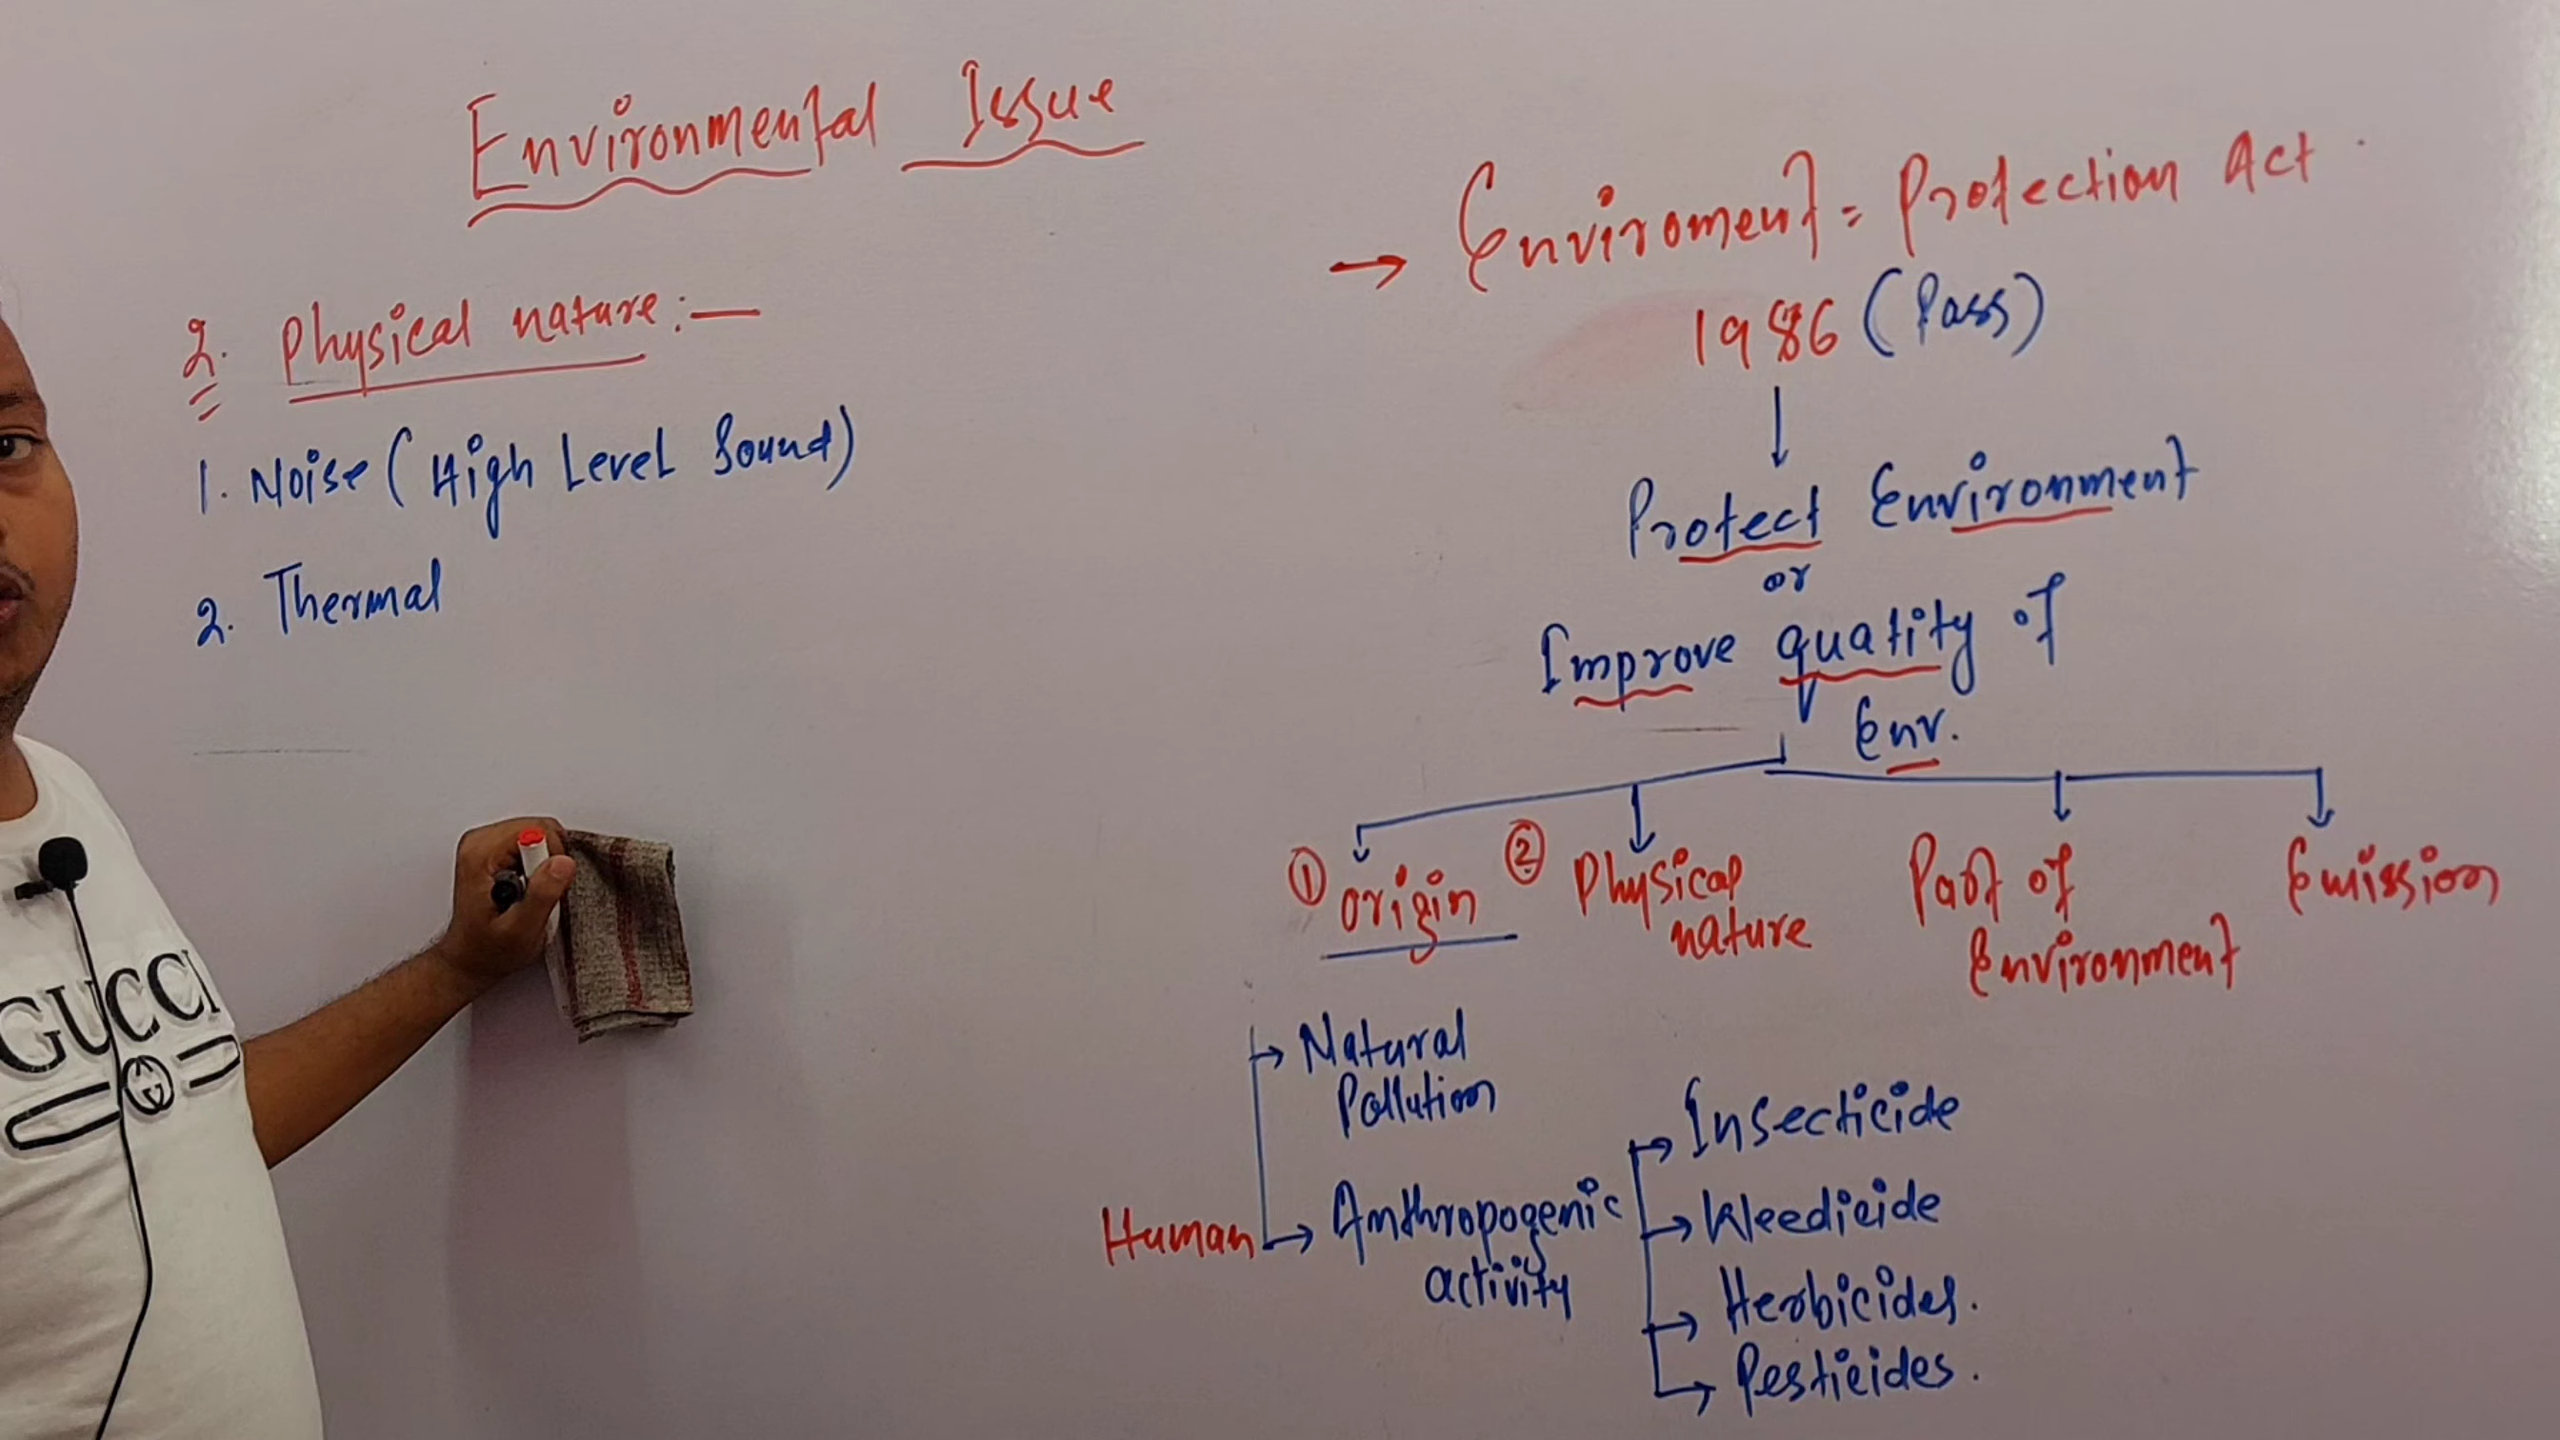 Environmental Issue
2. Physical nature:—
1. Noise (High Level Sound)
2. Thermal
→ Enviroment = Protection Act.
1986 (Pass)
Protect Environment
or
Improve quality of
Env.
① origin
② Physical
nature
Part of
Environment
Emission
→ Natural
Pollution
Human → Anthropogenic
activity
→ Insecticide
→ Weedicide
→ Herbicides.
→ Pesticides.
GUCCI